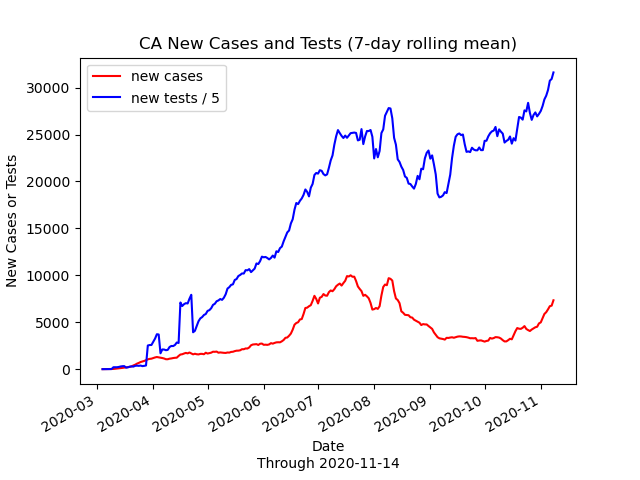 CA New Cases and Tests (7-day rolling mean)
new cases
new tests / 5
New Cases or Tests
30000
25000
20000
15000
10000
5000
0
2020-03
2020-04
2020-05
2020-06
2020-07
2020-08
2020-09
2020-10
2020-11
Date
Through 2020-11-14